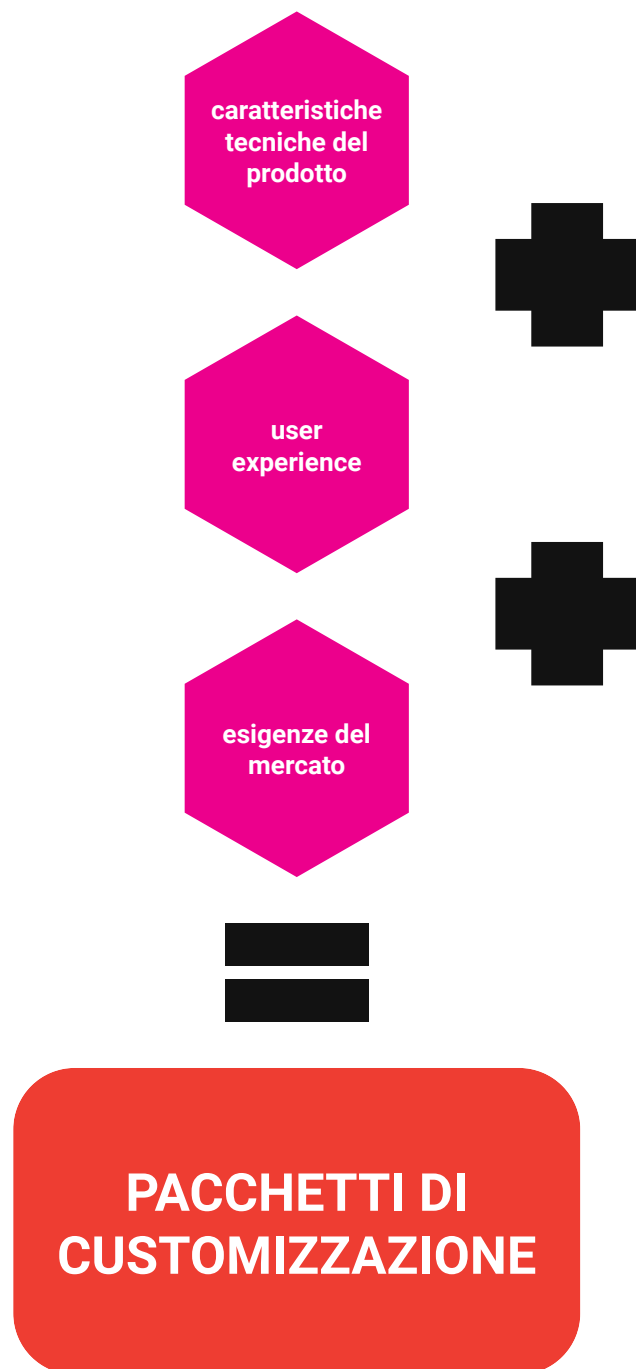 caratteristiche
tecniche del
prodotto
user
experience
esigenze del
mercato
PACCHETTI DI
CUSTOMIZZAZIONE